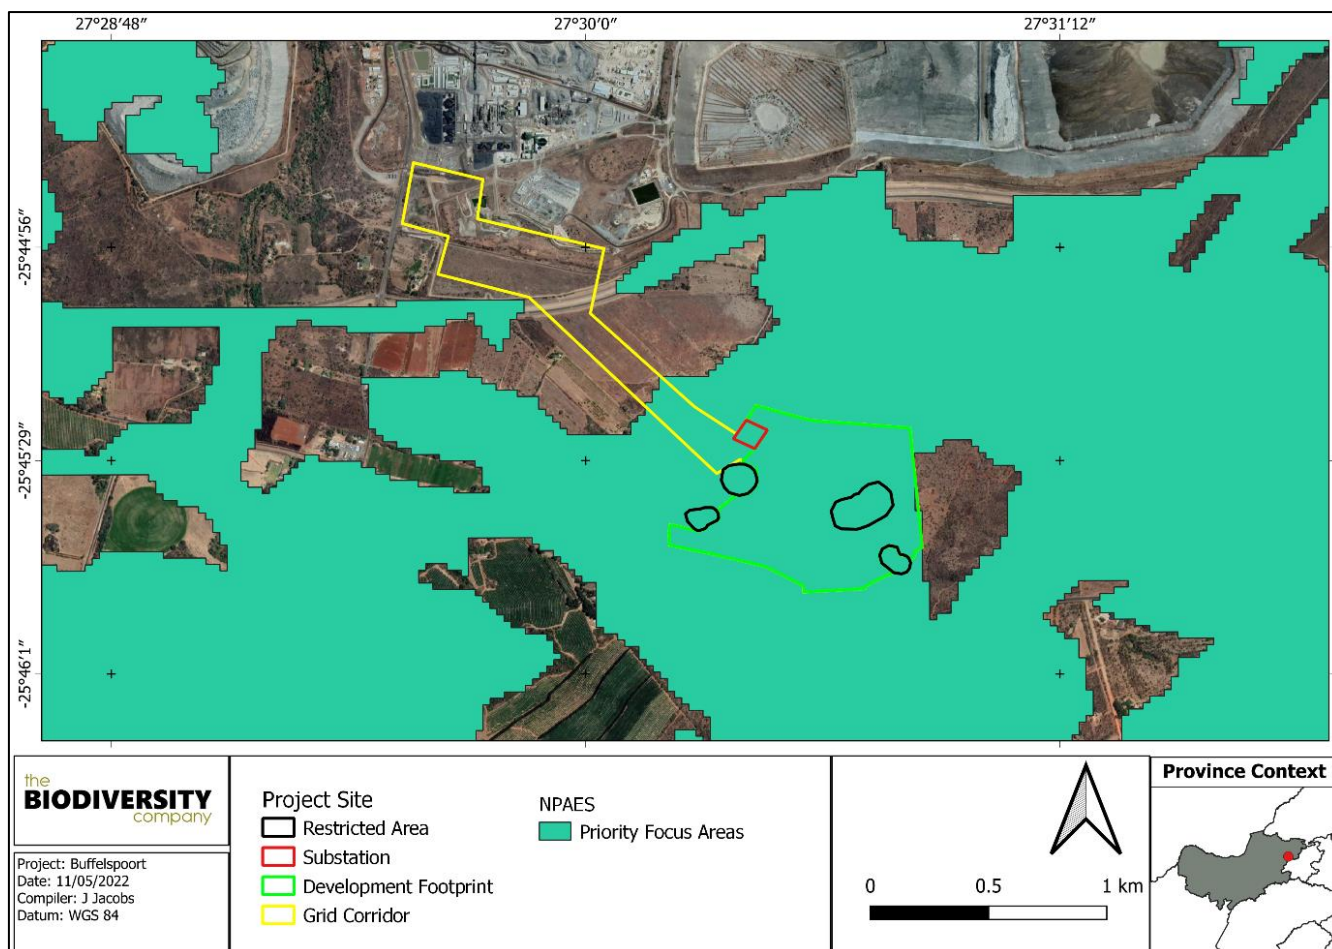 27°28′48″
27°30′0″
27°31′12″
-25°44′56″
-25°45′29″
-25°46′1″
the
BIODIVERSITY
company
Project: Buffelspoort
Date: 11/05/2022
Compiler: J Jacobs
Datum: WGS 84
Project Site
Restricted Area
Substation
Development Footprint
Grid Corridor
NPAES
Priority Focus Areas
0 0.5 1 km
Province Context